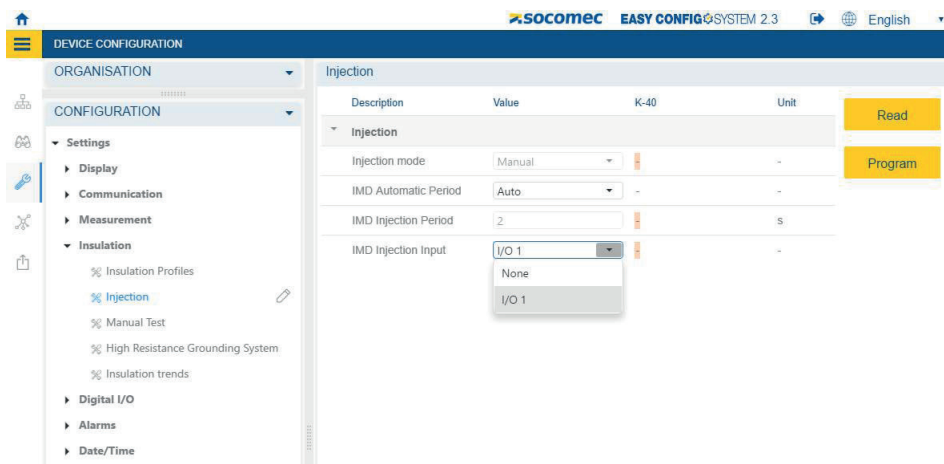 socomec EASY CONFIG SYSTEM 2.3 English
DEVICE CONFIGURATION
ORGANISATION
CONFIGURATION
Settings
Display
Communication
Measurement
Insulation
Insulation Profiles
Injection
Manual Test
High Resistance Grounding System
Insulation trends
Digital I/O
Alarms
Date/Time
Injection
Description Value K-40 Unit
Injection
Injection mode Manual - -
IMD Automatic Period Auto - -
IMD Injection Period 2 - s
IMD Injection Input I/O 1 - -
None
I/O 1
Read
Program